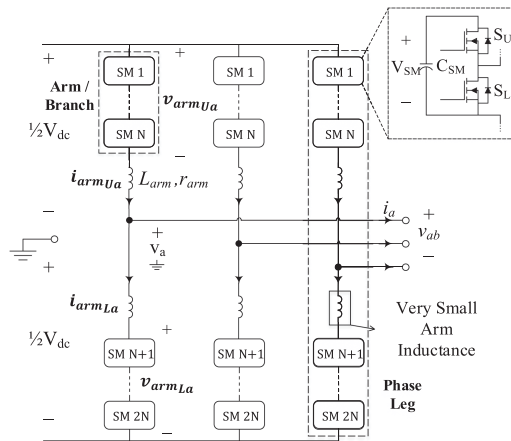 SM 1
SM 1
SM 1
+
V_SM
−
C_SM
S_U
S_L
+
+
Arm /
Branch
v_armUa
½V_dc
SM N
SM N
SM N
−
i_armUa
L_arm, r_arm
−
i_a
+
v_ab
−
v_a
+
i_armLa
Very Small
Arm
Inductance
½V_dc
+
SM N+1
SM N+1
SM N+1
v_armLa
Phase
Leg
−
−
SM 2N
SM 2N
SM 2N